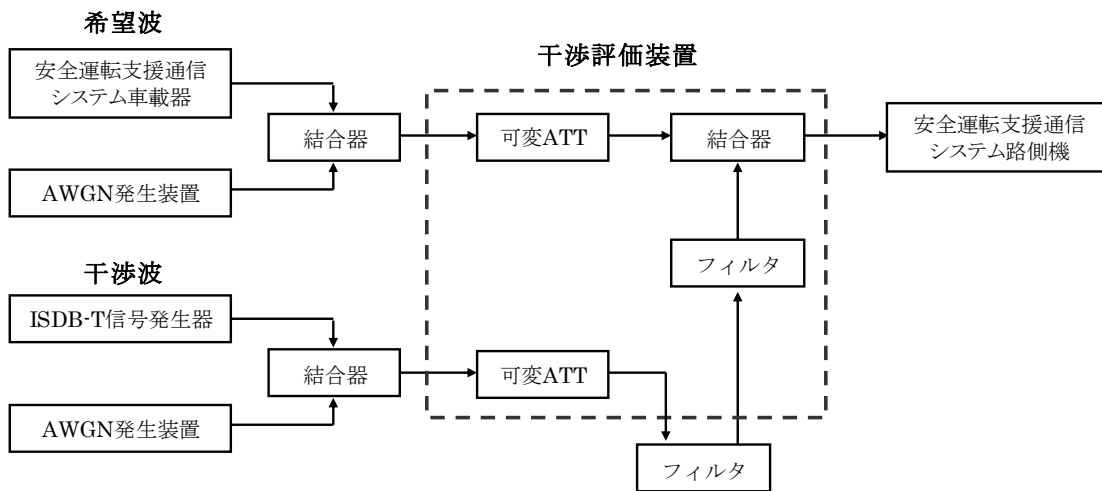 希望波
安全運転支援通信
システム車載器
AWGN発生装置
結合器
干渉評価装置
可変ATT
結合器
安全運転支援通信
システム路側機
フィルタ
干渉波
ISDB-T信号発生器
AWGN発生装置
結合器
可変ATT
フィルタ